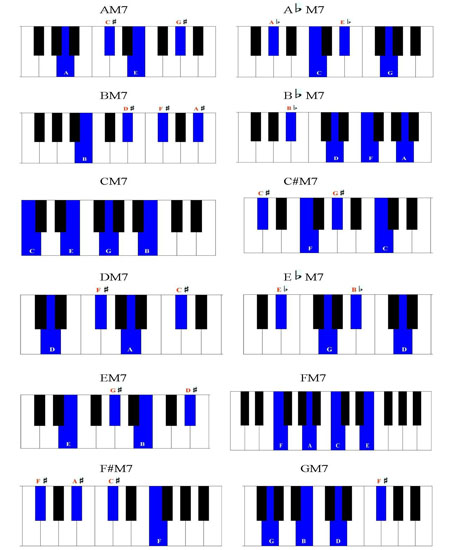 AM7 A♭ M7
C♯ G♯ A♭ E♭
A E C G
BM7 B♭ M7
D♯ F♯ A♯ B♭
B D F A
CM7 C#M7
C♯ G♯
C E G B F C
DM7 E♭ M7
F♯ C♯ E♭ B♭
D A G D
EM7 FM7
G♯ D♯
E B F A C E
F#M7 GM7
F♯ A♯ C♯ F♯
F G B D